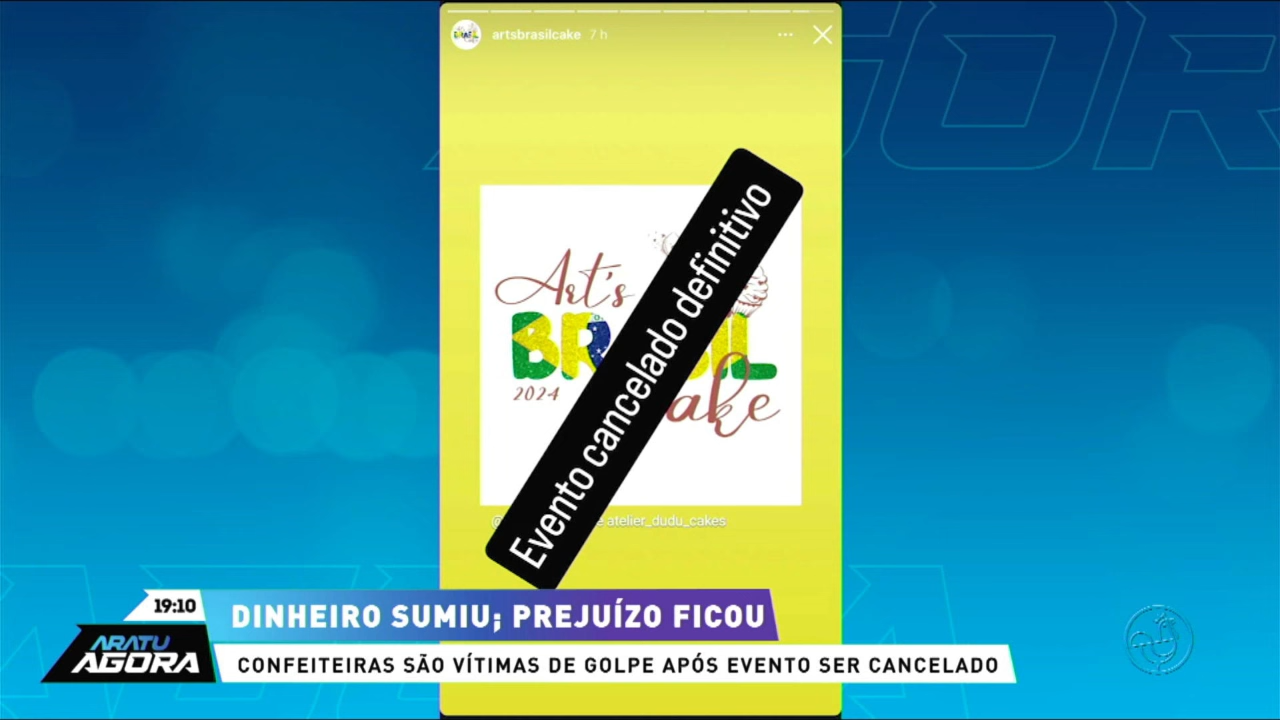 artsbrasilcake 7 h
Art's
BRASIL
2024
Evento cancelado definitivo
atelier_dudu_cakes
19:10
DINHEIRO SUMIU; PREJUÍZO FICOU
ARATU
AGORA
CONFEITEIRAS SÃO VÍTIMAS DE GOLPE APÓS EVENTO SER CANCELADO